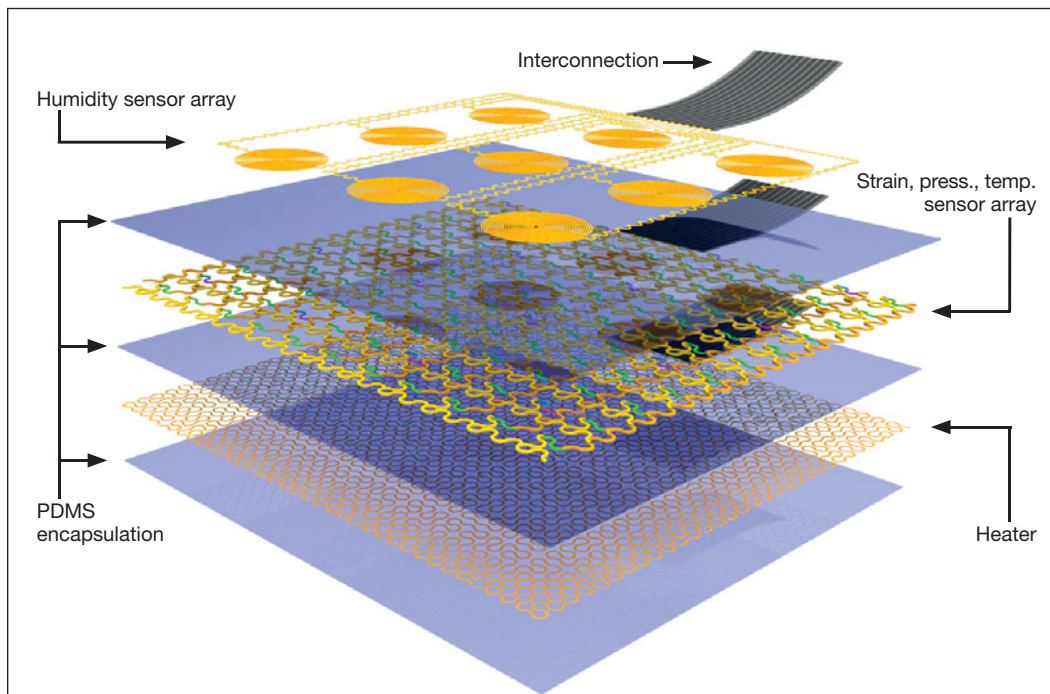 Interconnection
Humidity sensor array
Strain, press., temp.
sensor array
PDMS
encapsulation
Heater